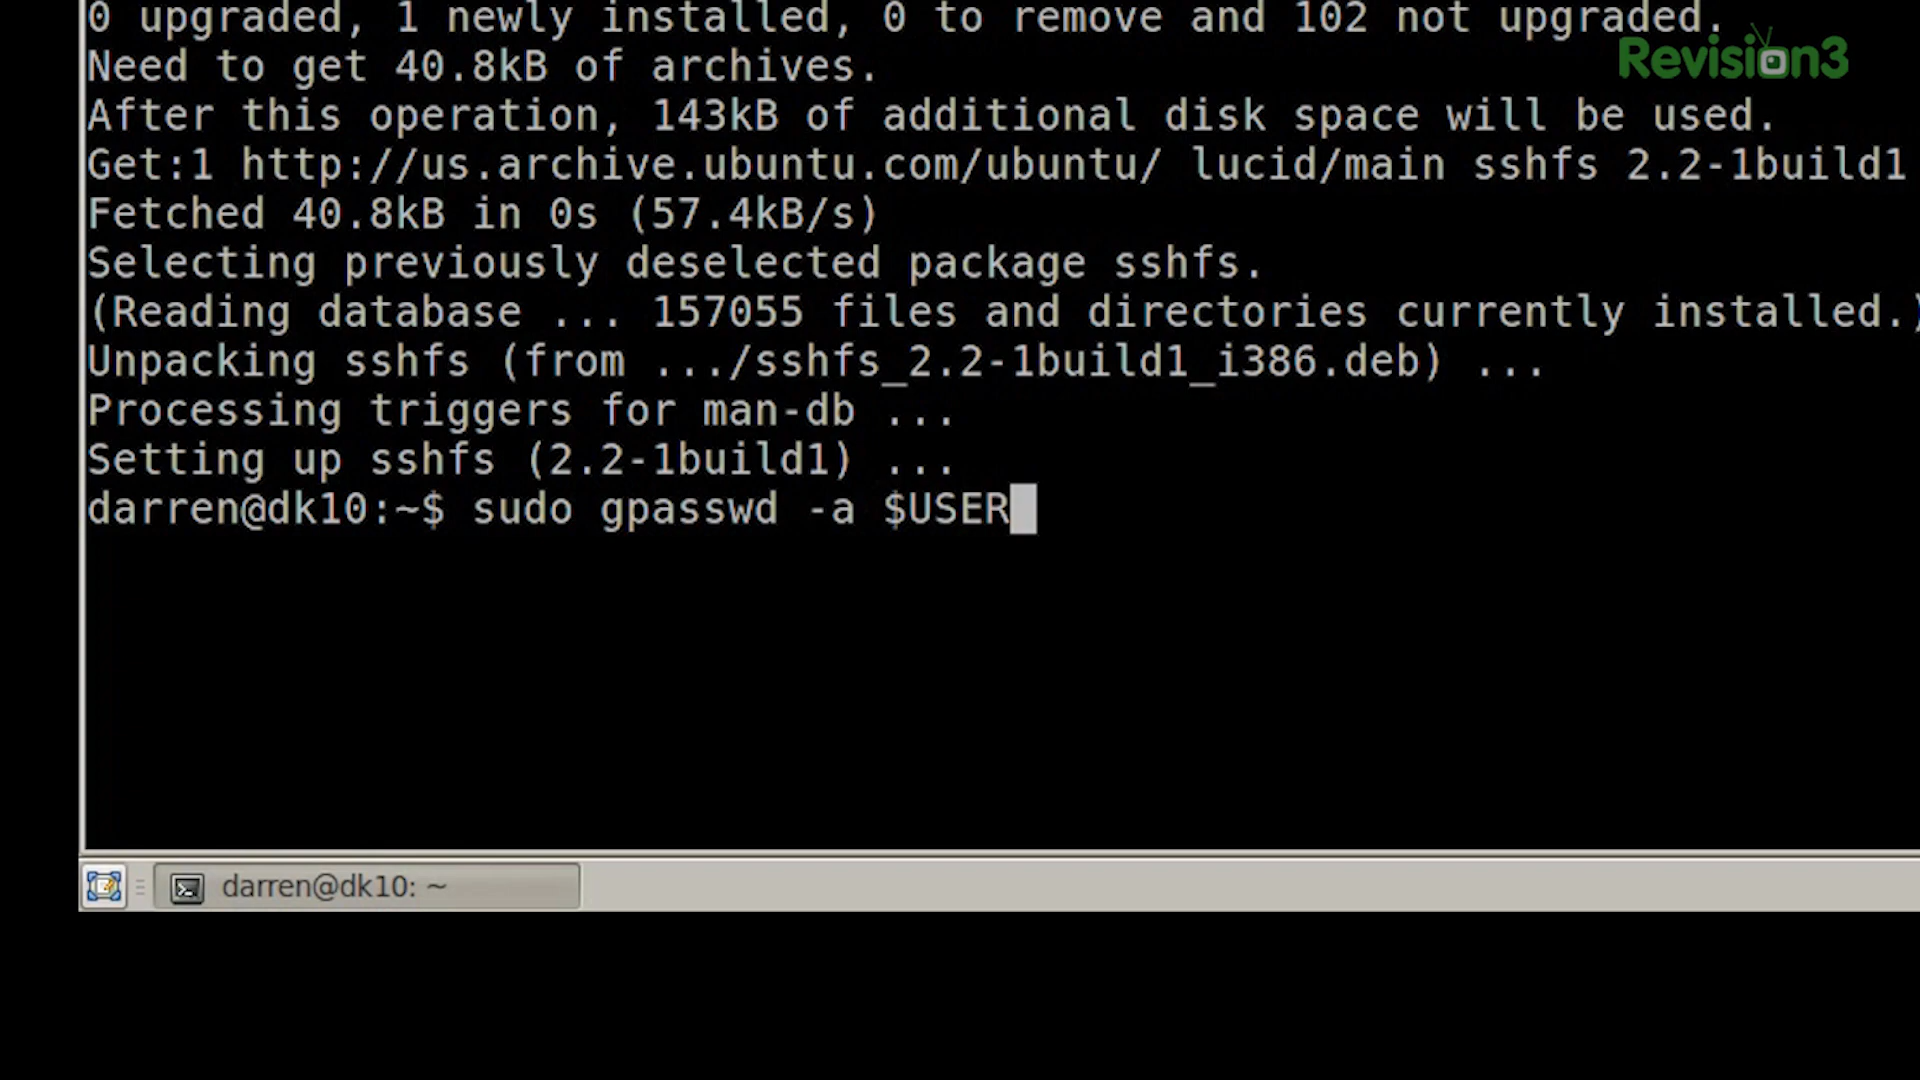 0 upgraded, 1 newly installed, 0 to remove and 102 not upgraded.
Revision3
Need to get 40.8kB of archives.
After this operation, 143kB of additional disk space will be used.
Get:1 http://us.archive.ubuntu.com/ubuntu/ lucid/main sshfs 2.2-1build1
Fetched 40.8kB in 0s (57.4kB/s)
Selecting previously deselected package sshfs.
(Reading database ... 157055 files and directories currently installed.)
Unpacking sshfs (from .../sshfs_2.2-1build1_i386.deb) ...
Processing triggers for man-db ...
Setting up sshfs (2.2-1build1) ...
darren@dk10:~$ sudo gpasswd -a $USER
darren@dk10: ~